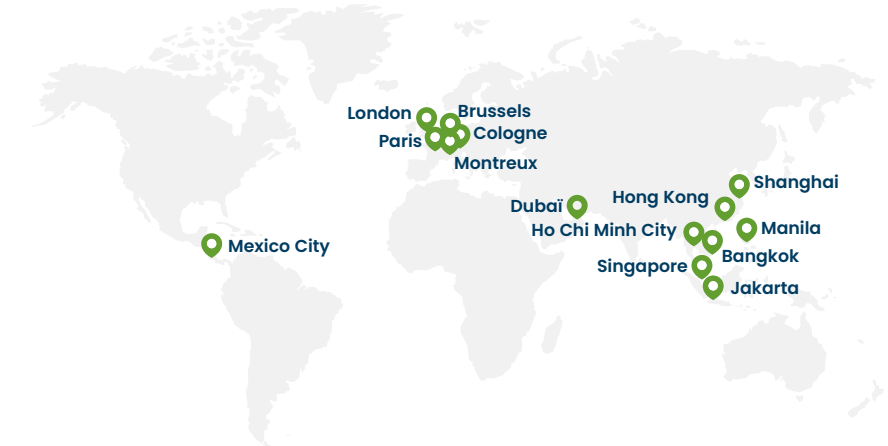 London
Brussels
Paris
Cologne
Montreux
Shanghai
Hong Kong
Dubaï
Ho Chi Minh City
Manila
Mexico City
Bangkok
Singapore
Jakarta